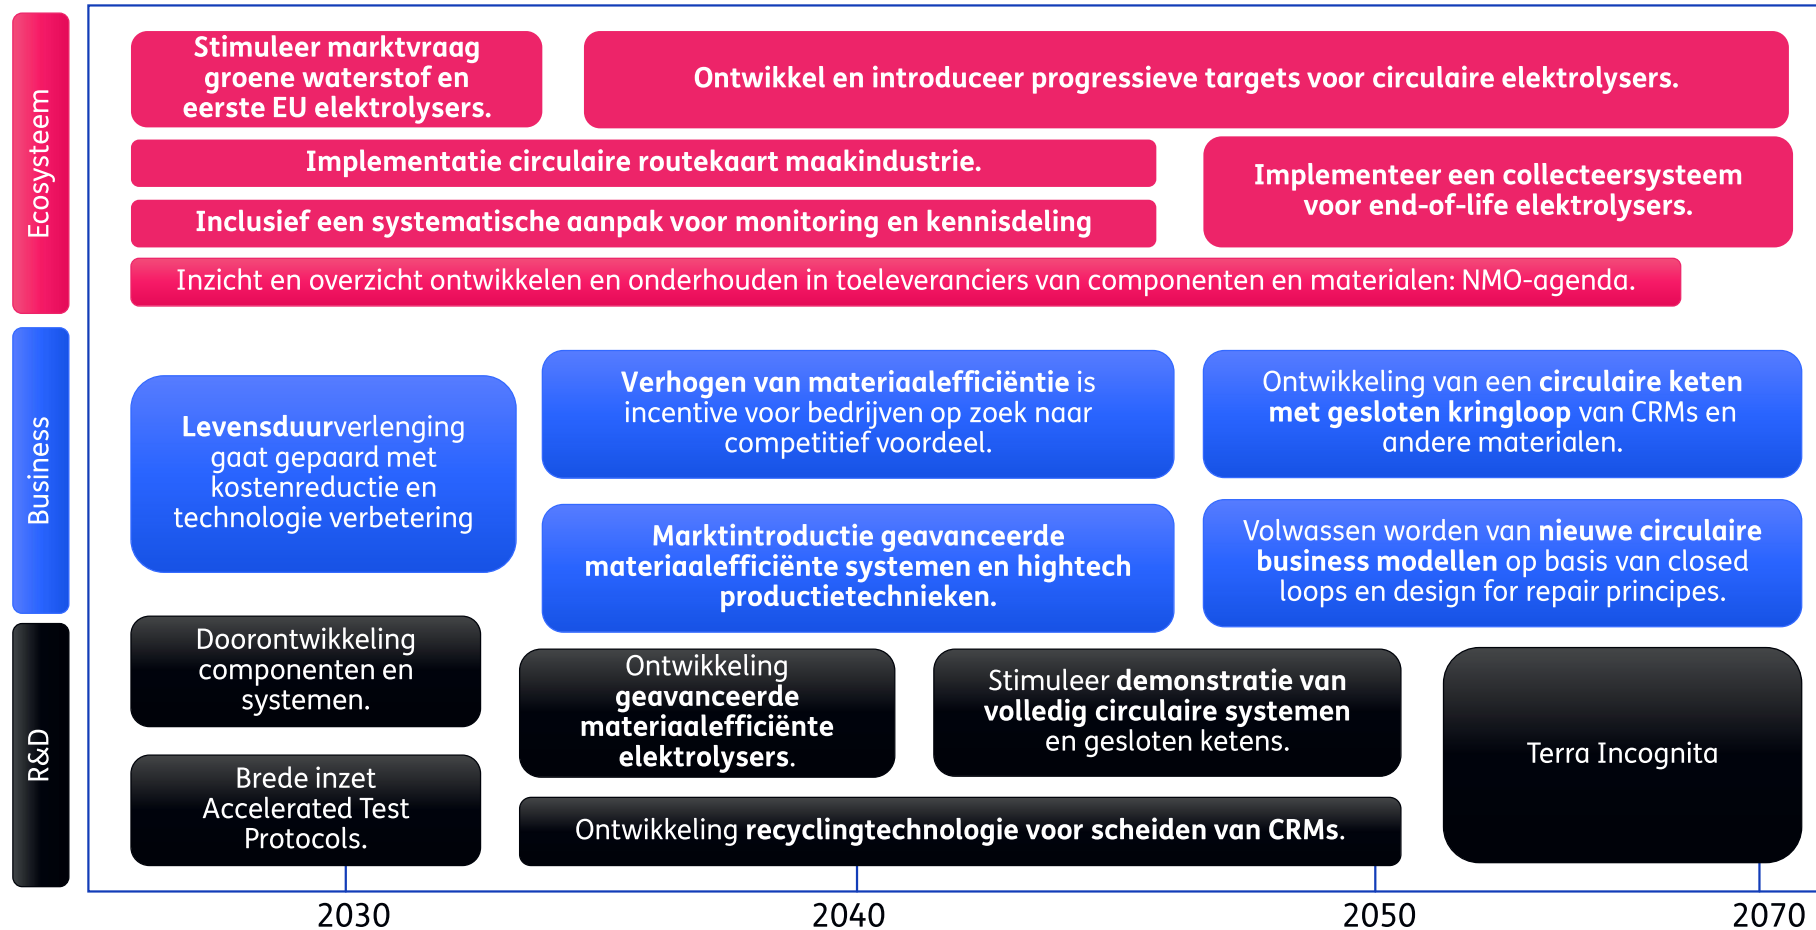 Ecosysteem
Stimuleer marktvraag
groene waterstof en
eerste EU elektrolysers.
Ontwikkel en introduceer progressieve targets voor circulaire elektrolysers.
Implementatie circulaire routekaart maakindustrie.
Implementeer een collecteersysteem
voor end-of-life elektrolysers.
Inclusief een systematische aanpak voor monitoring en kennisdeling
Inzicht en overzicht ontwikkelen en onderhouden in toeleveranciers van componenten en materialen: NMO-agenda.
Business
Levensduurverlenging
gaat gepaard met
kostenreductie en
technologie verbetering
Verhogen van materiaalefficiëntie is
incentive voor bedrijven op zoek naar
competitief voordeel.
Ontwikkeling van een circulaire keten
met gesloten kringloop van CRMs en
andere materialen.
Marktintroductie geavanceerde
materiaalefficiënte systemen en hightech
productietechnieken.
Volwassen worden van nieuwe circulaire
business modellen op basis van closed
loops en design for repair principes.
R&D
Doorontwikkeling
componenten en
systemen.
Ontwikkeling
geavanceerde
materiaalefficiënte
elektrolysers.
Stimuleer demonstratie van
volledig circulaire systemen
en gesloten ketens.
Terra Incognita
Brede inzet
Accelerated Test
Protocols.
Ontwikkeling recyclingtechnologie voor scheiden van CRMs.
2030
2040
2050
2070